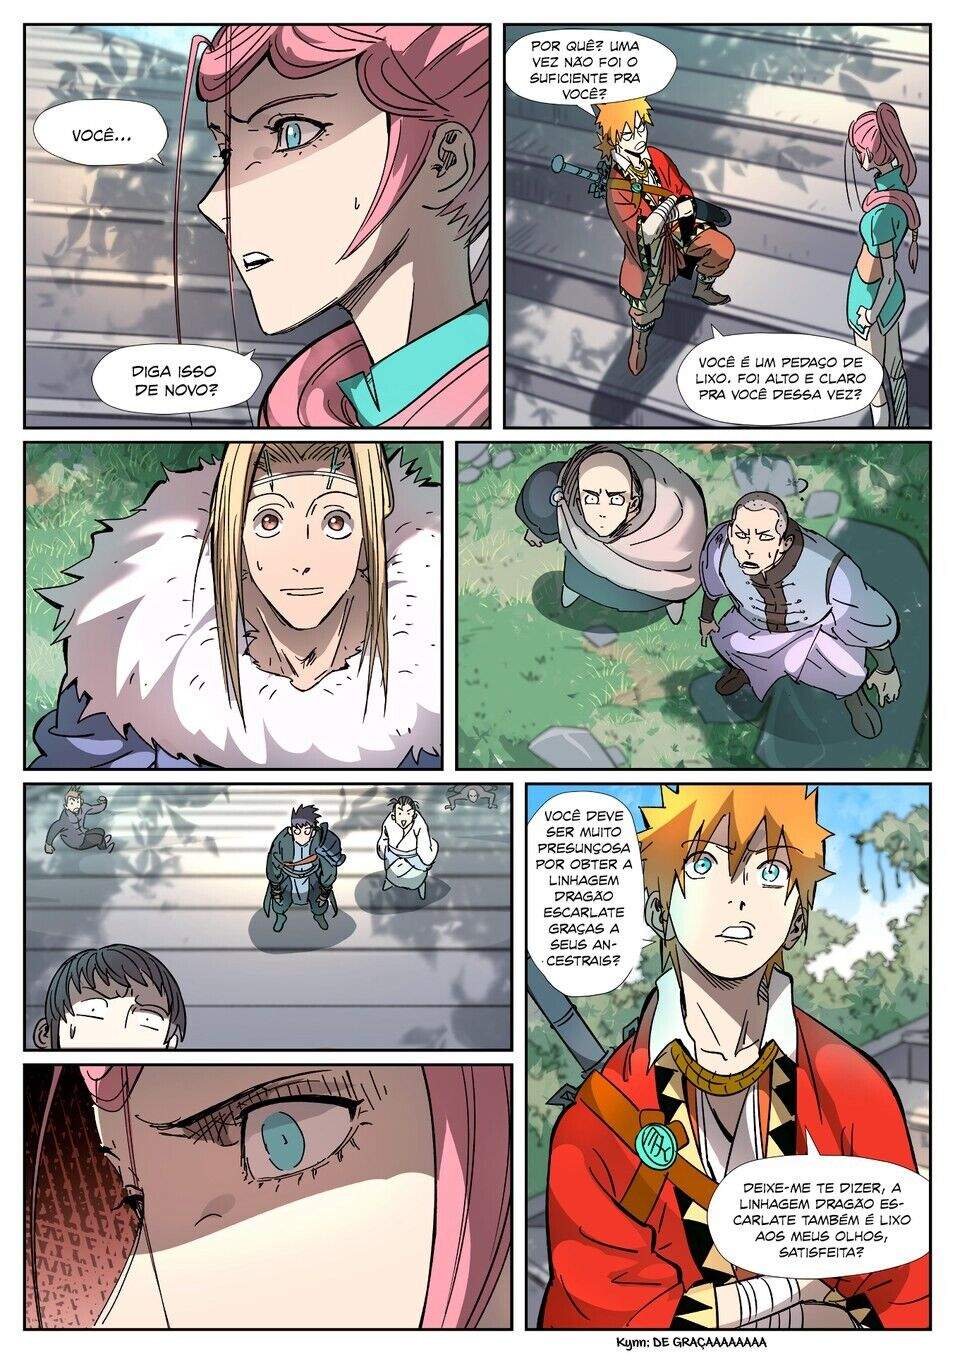 VOCÊ...
DIGA ISSO
DE NOVO?
POR QUÊ? UMA
VEZ NÃO FOI O
SUFICIENTE PRA
VOCÊ?
VOCÊ É UM PEDAÇO DE
LIXO. FOI ALTO E CLARO
PRA VOCÊ DESSA VEZ?
?
VOCÊ DEVE
SER MUITO
PRESUNÇOSA
POR OBTER A
LINHAGEM
DRAGÃO
ESCARLATE
GRAÇAS A
SEUS AN-
CESTRAIS?
DEIXE-ME TE DIZER, A
LINHAGEM DRAGÃO ES-
CARLATE TAMBÉM É LIXO
AOS MEUS OLHOS,
SATISFEITA?
Kynn: DE GRAÇAAAAAAAA